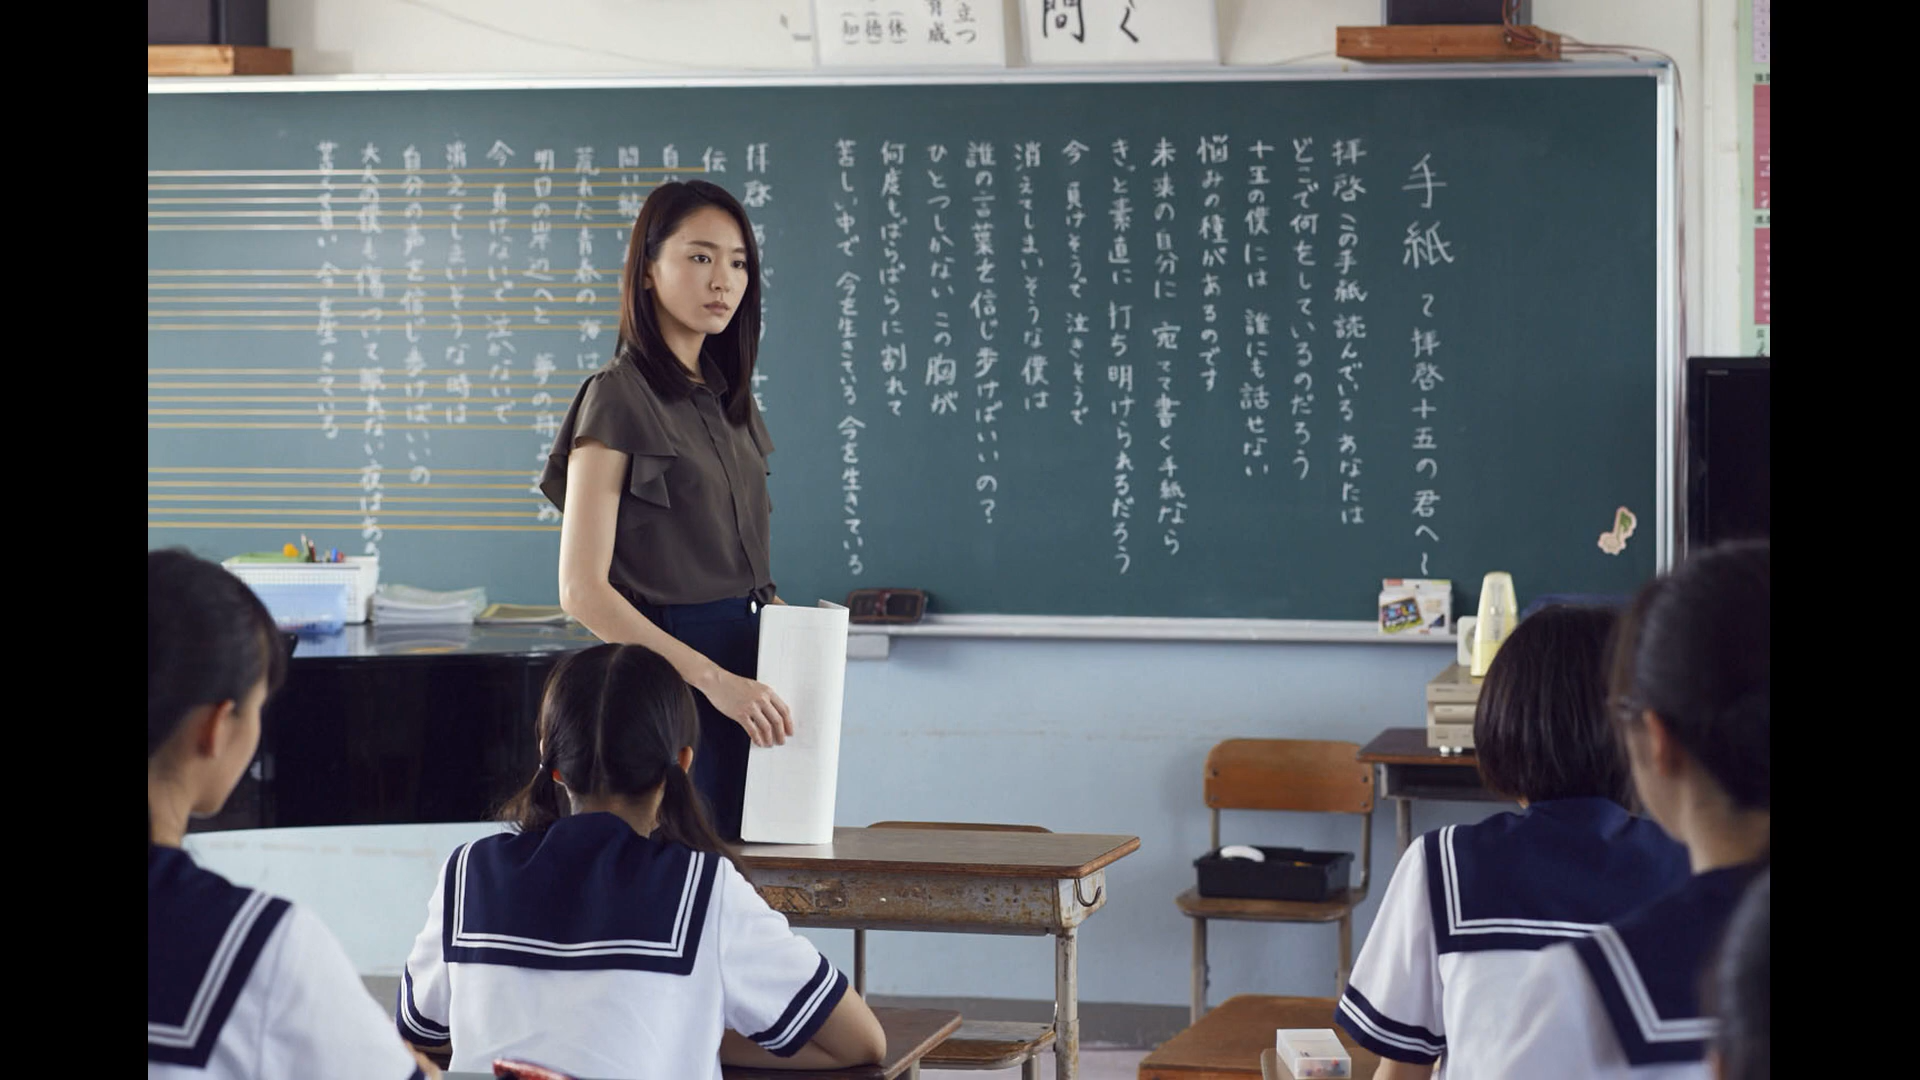 立つ
育成
(体
(徳
(知
く
問
手紙 ~拝啓十五の君へ~
拝啓 この手紙 読んでいる あなたは
どこで何をしているのだろう
十五の僕には 誰にも話せない
悩みの種があるのです
未来の自分に 宛てて書く手紙なら
きっと素直に 打ち明けられるだろう
今 負けそうで 泣きそうで
消えてしまいそうな僕は
誰の言葉を信じ歩けばいいの?
ひとつしかない この胸が
何度もばらばらに割れて
苦しい中で 今を生きている 今を生きている
拝啓
伝
自分
問い続け
荒れた青春の 海は
明日の岸辺へと 夢の舟よ
今 負けないで 泣かないで
消えてしまいそうな 時は
自分の声を信じ歩けばいいの
大人の僕も傷ついて眠れない夜はある
苦くて甘い 今を生きている